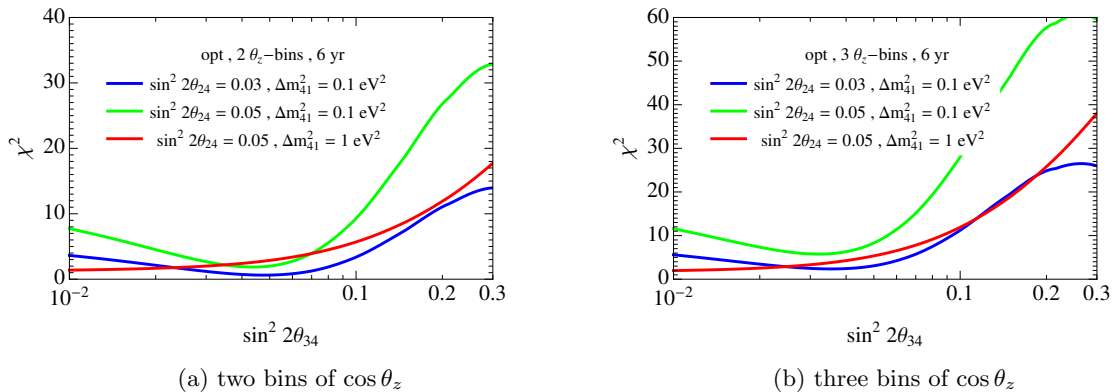 40
30
20
10
0
χ²
opt , 2 θz−bins , 6 yr
sin² 2θ24 = 0.03 , Δm²41 = 0.1 eV²
sin² 2θ24 = 0.05 , Δm²41 = 0.1 eV²
sin² 2θ24 = 0.05 , Δm²41 = 1 eV²
10⁻² 0.1 0.2 0.3
sin² 2θ34
(a) two bins of cos θz
60
50
40
30
20
10
0
χ²
opt , 3 θz−bins , 6 yr
sin² 2θ24 = 0.03 , Δm²41 = 0.1 eV²
sin² 2θ24 = 0.05 , Δm²41 = 0.1 eV²
sin² 2θ24 = 0.05 , Δm²41 = 1 eV²
10⁻² 0.1 0.2 0.3
sin² 2θ34
(b) three bins of cos θz